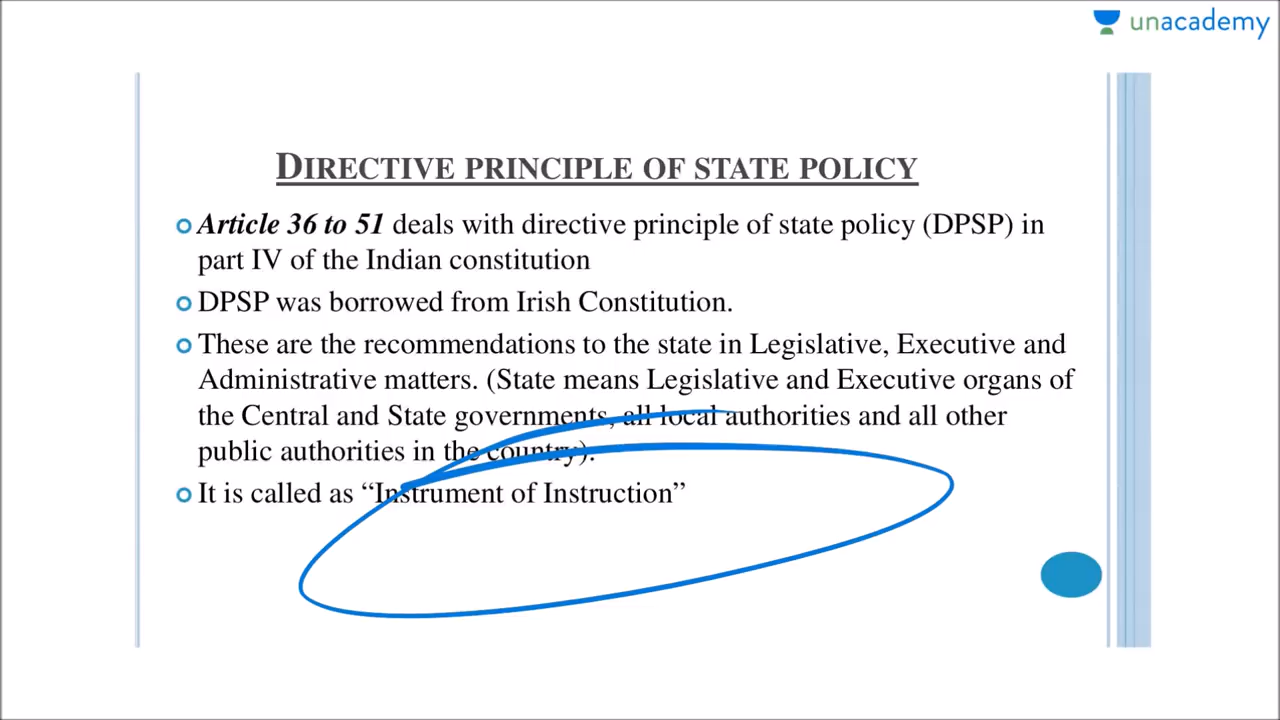 unacademy
DIRECTIVE PRINCIPLE OF STATE POLICY
Article 36 to 51 deals with directive principle of state policy (DPSP) in
part IV of the Indian constitution
DPSP was borrowed from Irish Constitution.
These are the recommendations to the state in Legislative, Executive and
Administrative matters. (State means Legislative and Executive organs of
the Central and State governments, all local authorities and all other
public authorities in the country).
It is called as “Instrument of Instruction”